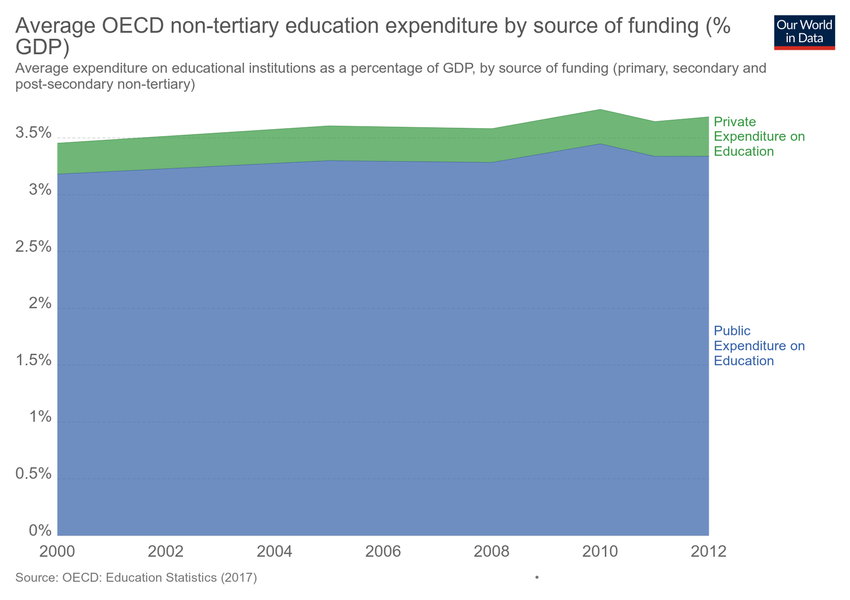 Average OECD non-tertiary education expenditure by source of funding (%
GDP)
Our World
in Data
Average expenditure on educational institutions as a percentage of GDP, by source of funding (primary, secondary and
post-secondary non-tertiary)
3.5%
3%
2.5%
2%
1.5%
1%
0.5%
0%
Private
Expenditure on
Education
Public
Expenditure on
Education
2000
2002
2004
2006
2008
2010
2012
Source: OECD: Education Statistics (2017)